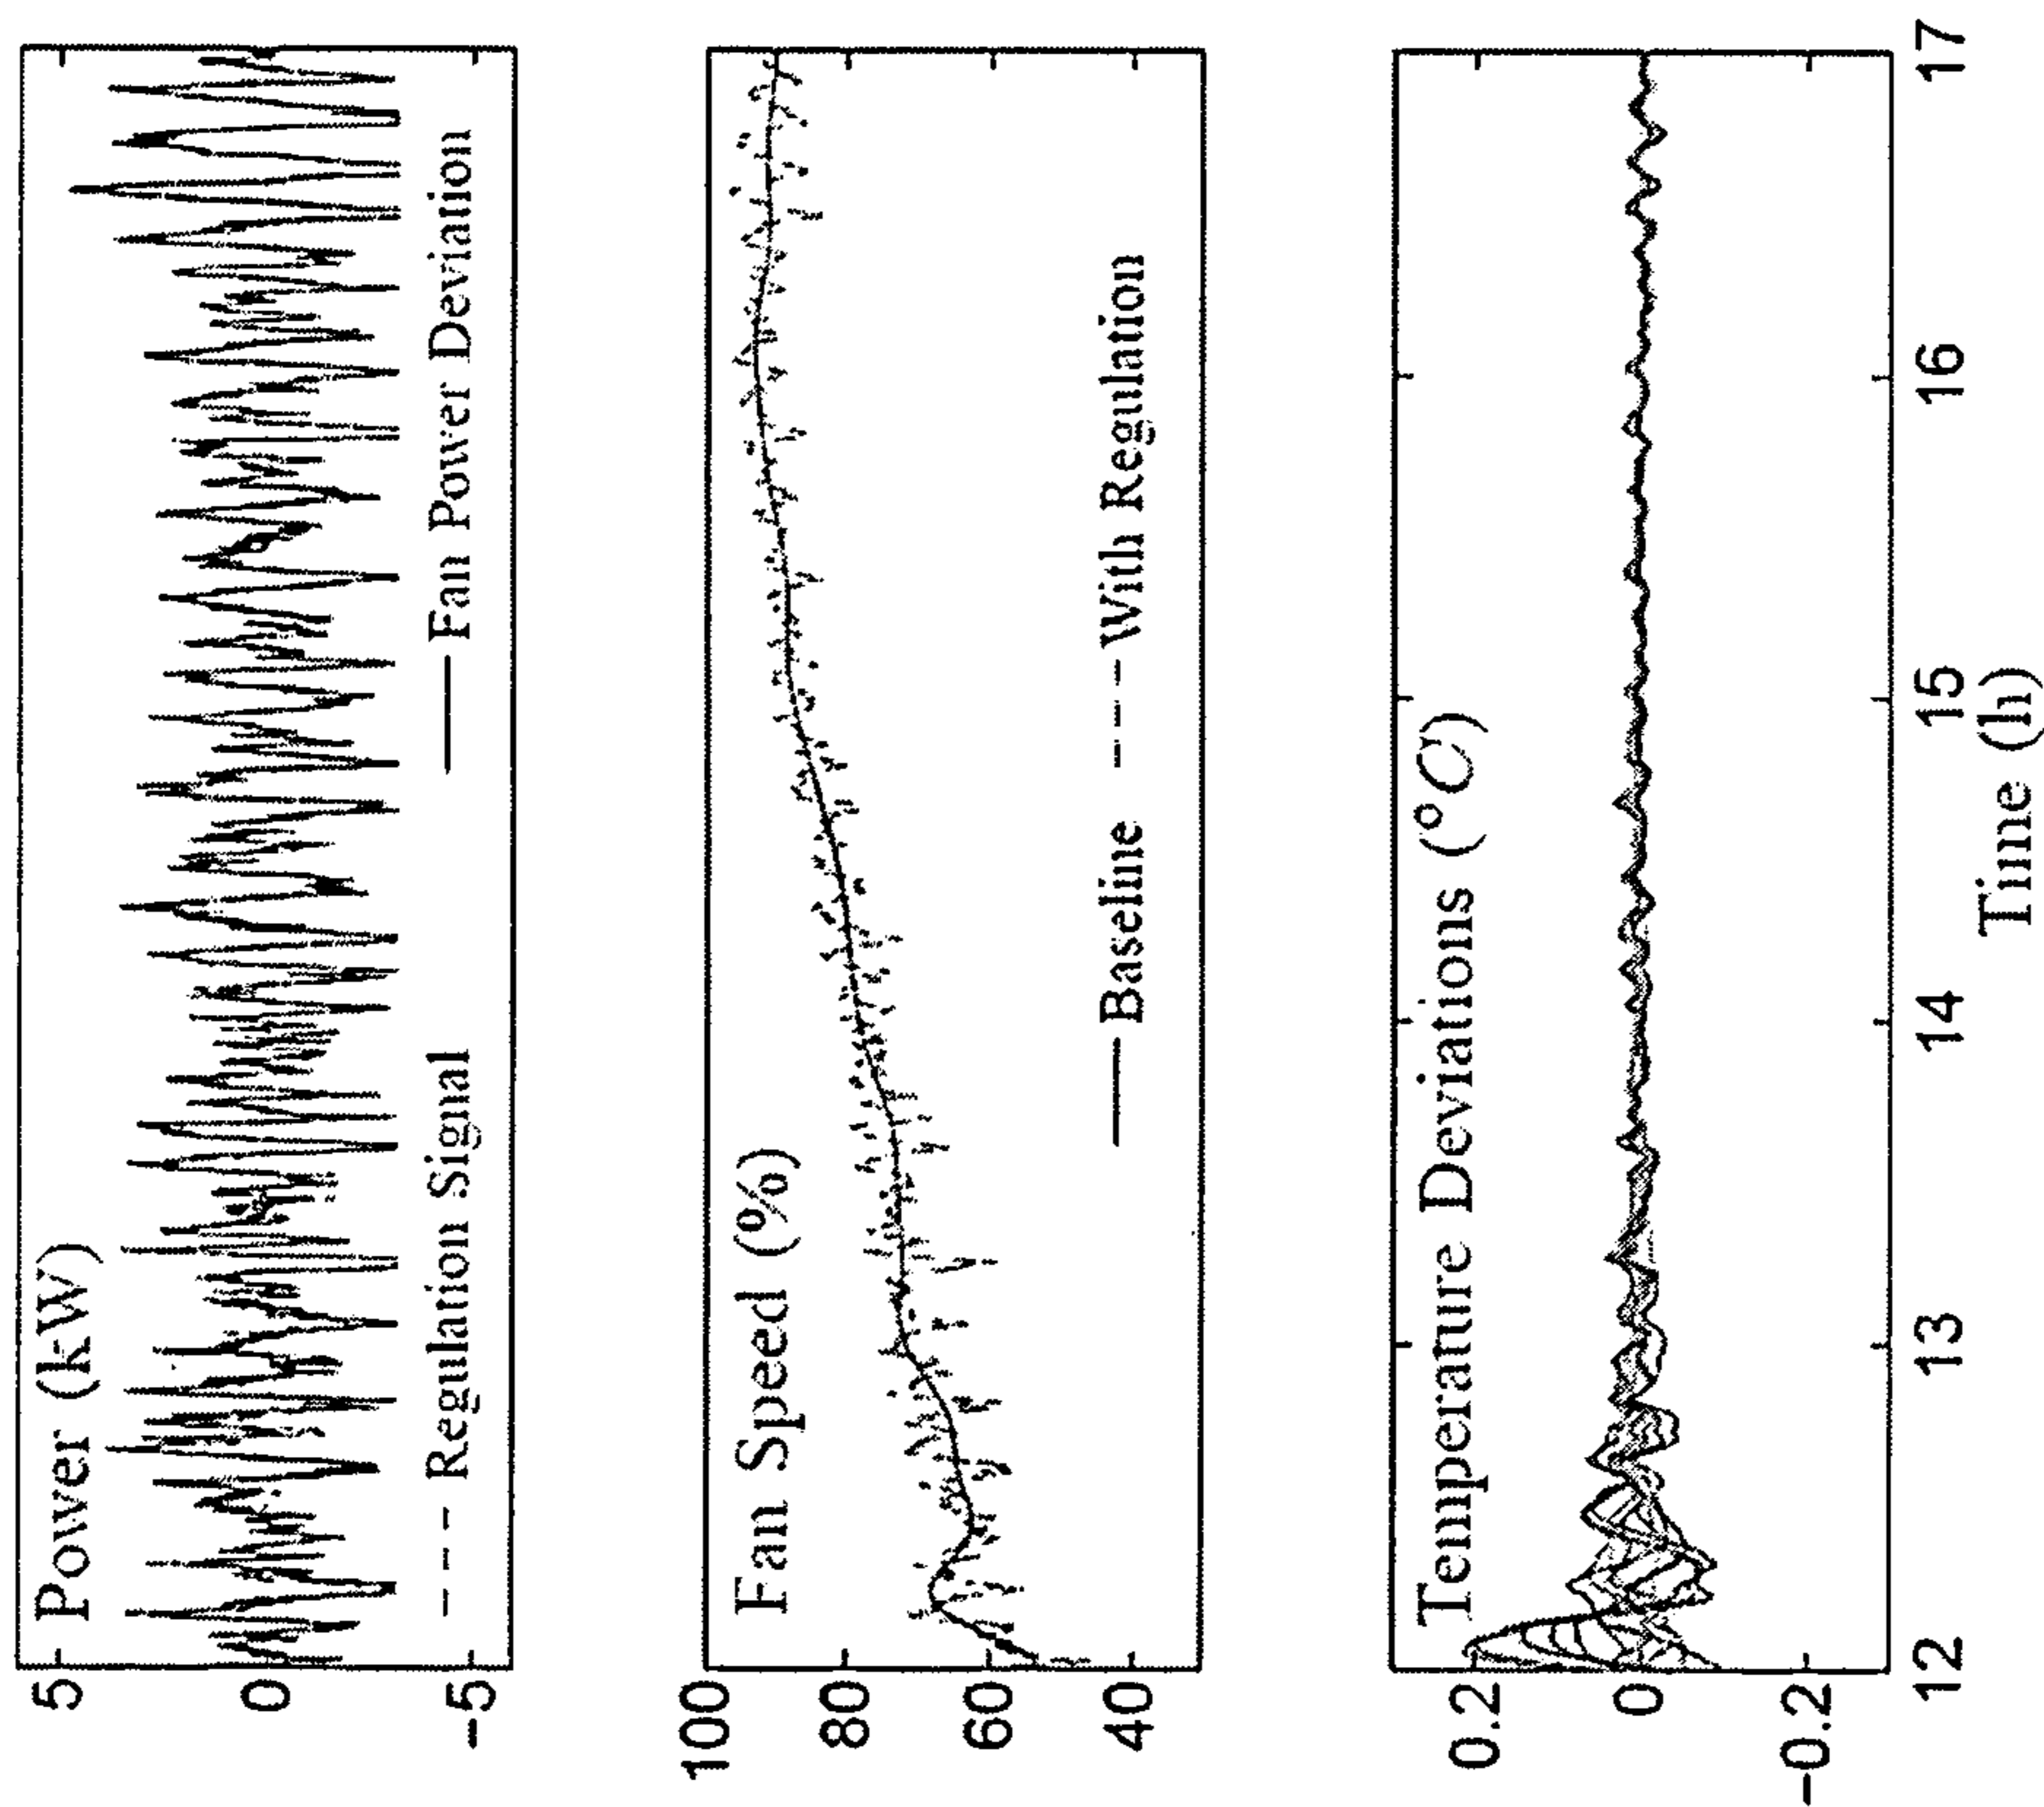 Power (kW)
5
0
-5
Regulation Signal
Fan Power Deviation
Fan Speed (%)
100
80
60
40
Baseline
With Regulation
Temperature Deviations (°C)
0.2
0
-0.2
12 13 14 15 16 17
Time (h)